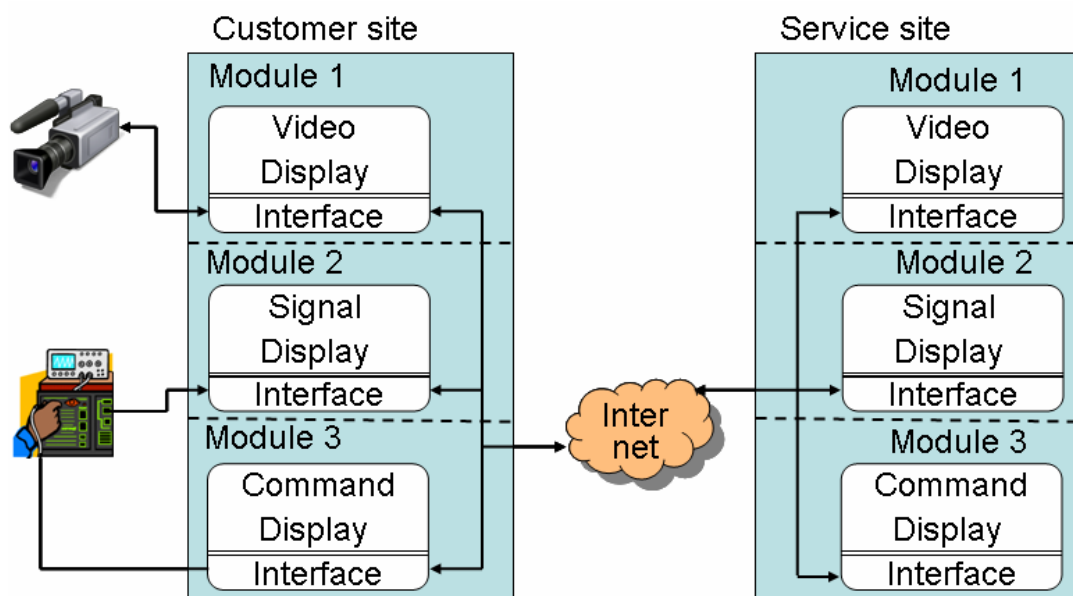 Customer site
Module 1
Video
Display
Interface
Module 2
Signal
Display
Interface
Module 3
Command
Display
Interface
Inter
net
Service site
Module 1
Video
Display
Interface
Module 2
Signal
Display
Interface
Module 3
Command
Display
Interface